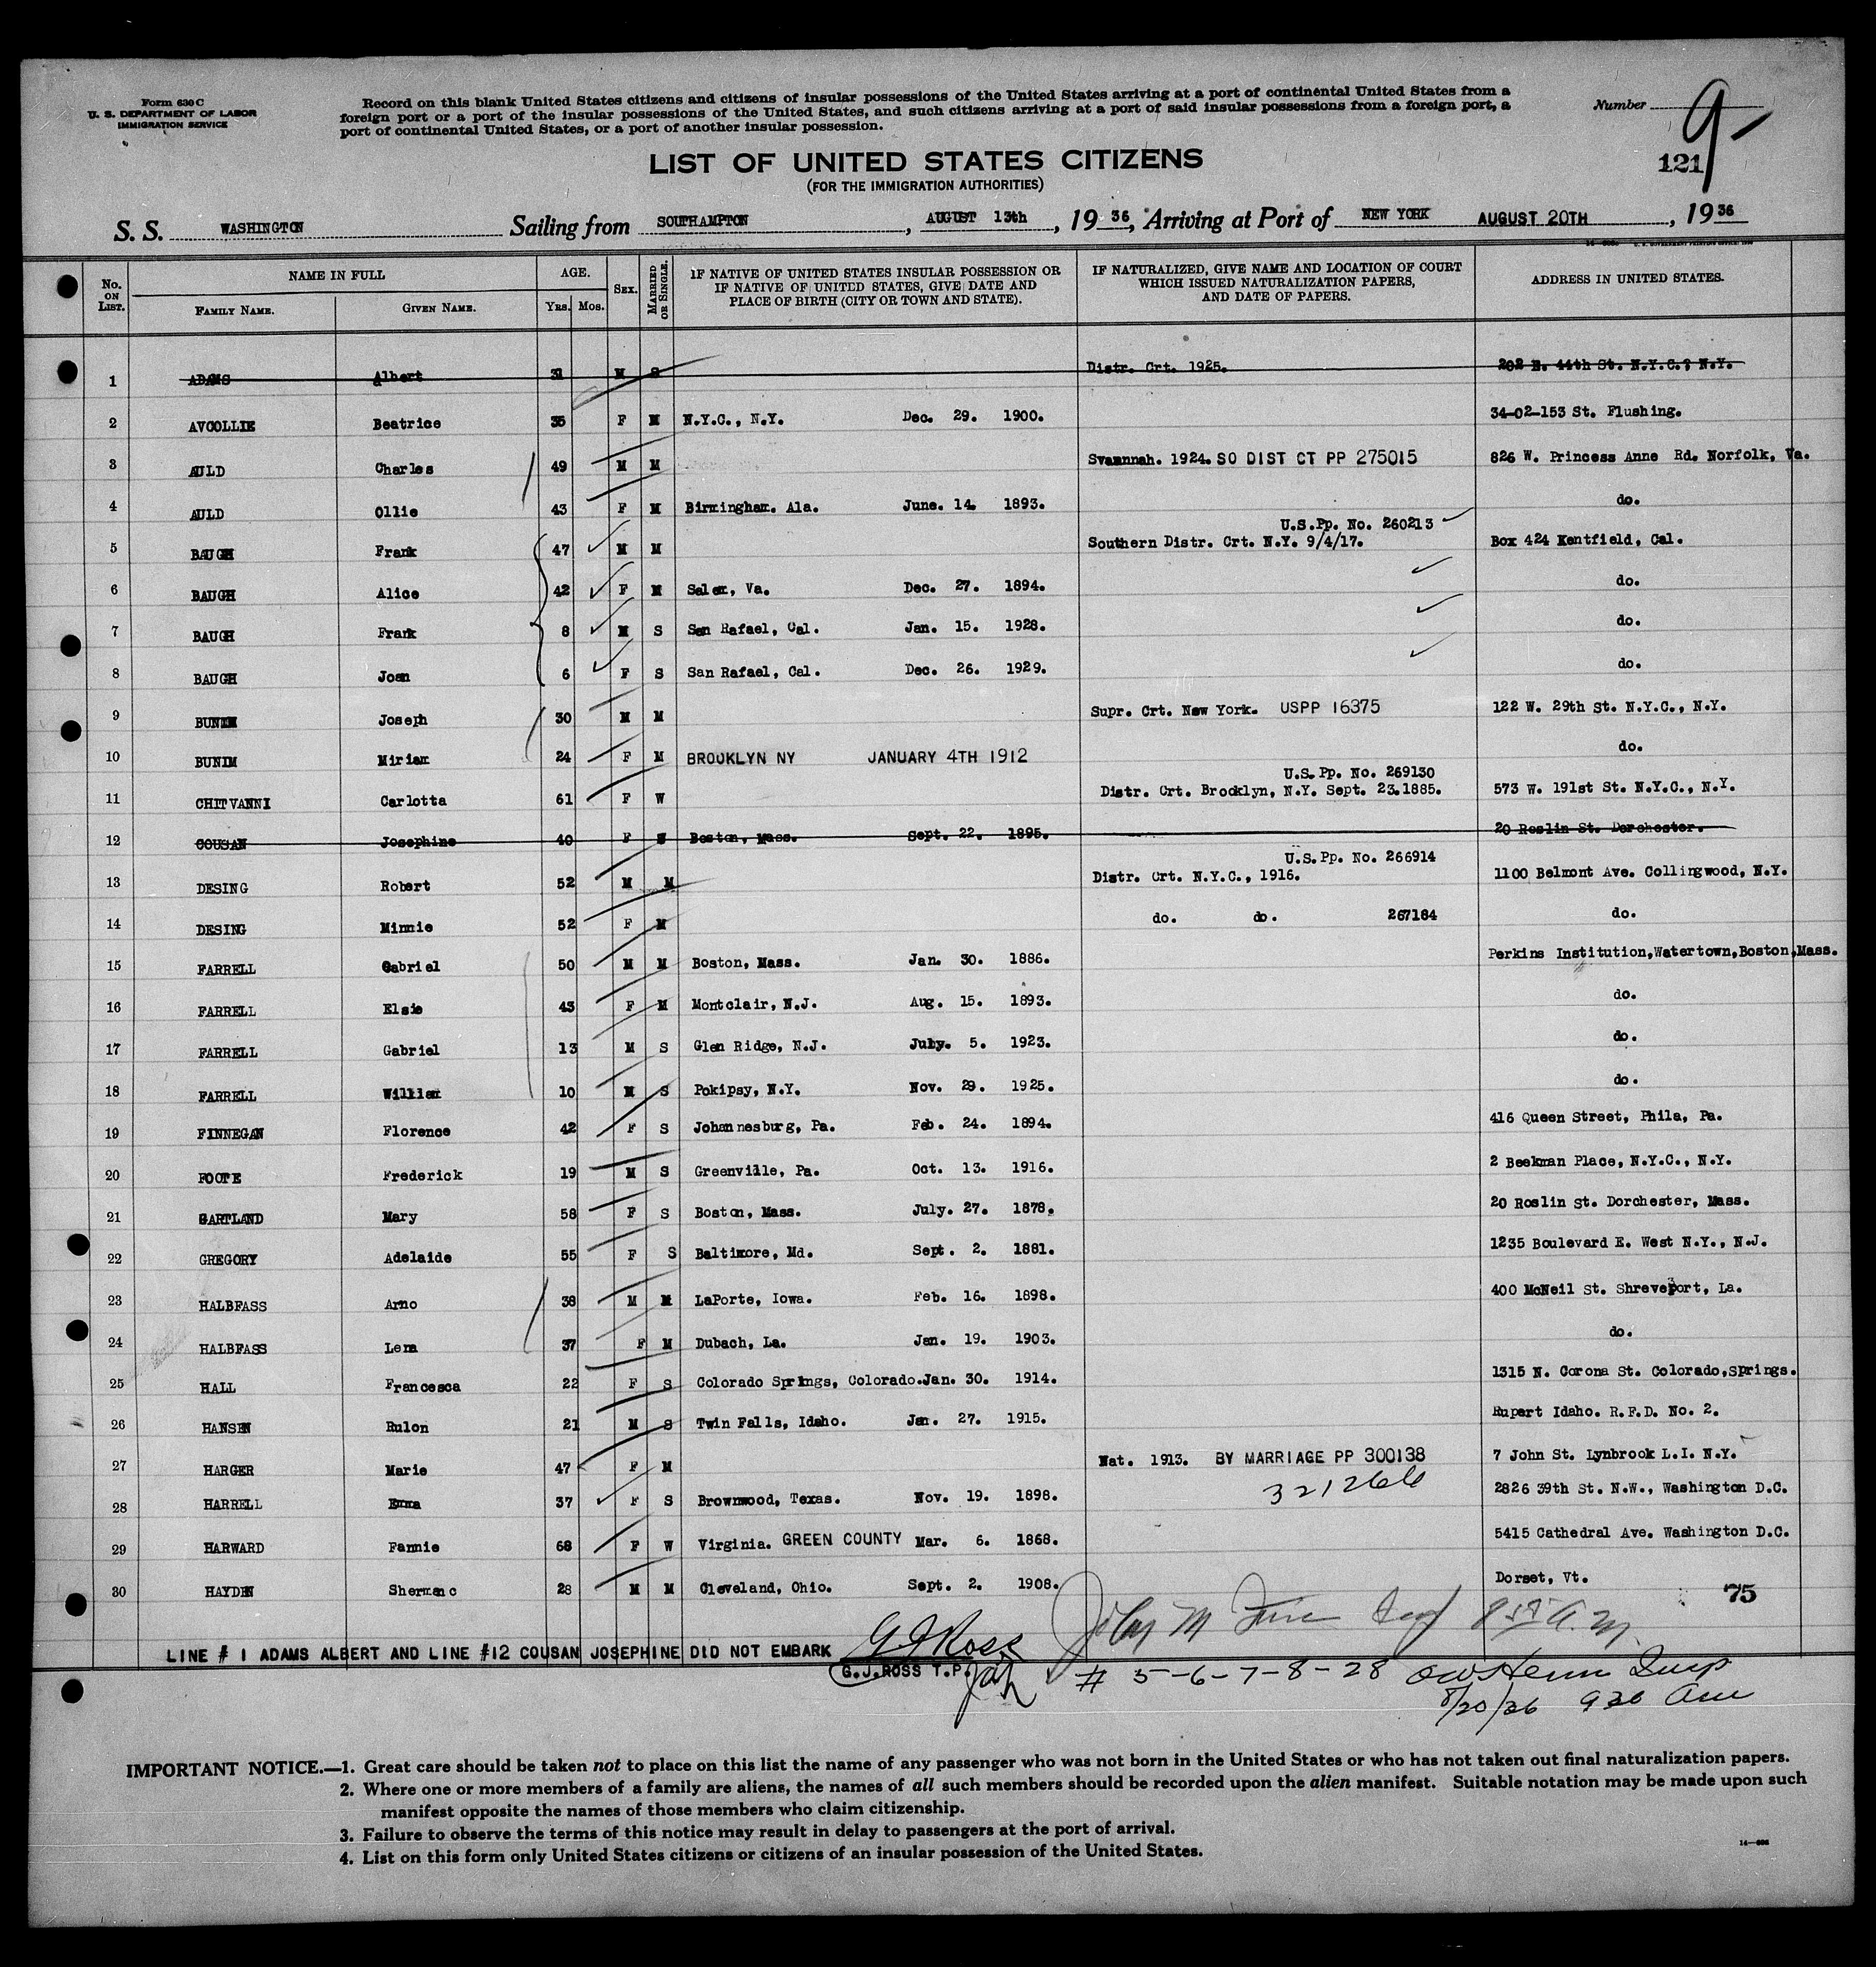 Form 630 C
U. S. DEPARTMENT OF LABOR
IMMIGRATION SERVICE
Record on this blank United States citizens and citizens of insular possessions of the United States arriving at a port of continental United States from a
foreign port or a port of the insular possessions of the United States, and such citizens arriving at a port of said insular possessions from a foreign port, a
port of continental United States, or a port of another insular possession.
Number 9
121
LIST OF UNITED STATES CITIZENS
(FOR THE IMMIGRATION AUTHORITIES)
S. S. WASHINGTON Sailing from SOUTHAMPTON , AUGUST 13th , 19 36, Arriving at Port of NEW YORK AUGUST 20TH , 19 36
No. ON LIST. NAME IN FULL FAMILY NAME. GIVEN NAME. AGE. YRS. MOS. SEX. MARRIED OR SINGLE. IF NATIVE OF UNITED STATES INSULAR POSSESSION OR IF NATIVE OF UNITED STATES, GIVE DATE AND PLACE OF BIRTH (CITY OR TOWN AND STATE). IF NATURALIZED, GIVE NAME AND LOCATION OF COURT WHICH ISSUED NATURALIZATION PAPERS, AND DATE OF PAPERS. ADDRESS IN UNITED STATES.
1 ADAMS Albert 31 M S Distr. Crt. 1925. 202 E. 44th St. N.Y.C., N.Y.
2 AVCOLLIE Beatrice 35 F M N.Y.C., N.Y. Dec. 29. 1900. 34-02-153 St. Flushing.
3 AULD Charles 49 M M Svaannah. 1924. SO DIST CT PP 275015 826 W. Princess Anne Rd. Norfolk, Va.
4 AULD Ollie 43 F M Birmingham. Ala. June. 14. 1893. do.
U.S.Pp. No. 260213
5 BAUGH Frank 47 M M Southern Distr. Crt. N.Y. 9/4/17. Box 424 Kentfield, Cal.
6 BAUGH Alice 42 F M Salem, Va. Dec. 27. 1894. do.
7 BAUGH Frank 8 M S San Rafael, Cal. Jan. 15. 1928. do.
8 BAUGH Joan 6 F S San Rafael, Cal. Dec. 26. 1929. do.
9 BUNIM Joseph 30 M M Supr. Crt. New York. USPP 16375 122 W. 29th St. N.Y.C., N.Y.
10 BUNIM Miriam 24 F M BROOKLYN NY JANUARY 4TH 1912 do.
U.S.Pp. No. 269130
11 CHITVANNI Carlotta 61 F W Distr. Crt. Brooklyn, N.Y. Sept. 23.1885. 573 W. 191st St. N.Y.C., N.Y.
12 COUSAN Josephine 40 F Boston, Mass. Sept. 22. 1895. 20 Roslin St. Dorchester.
U.S.Pp. No. 266914
13 DESING Robert 52 M M Distr. Crt. N.Y.C., 1916. 1100 Belmont Ave. Collingwood, N.Y.
14 DESING Minnie 52 F M do. do. 267184 do.
15 FARRELL Gabriel 50 M M Boston, Mass. Jan. 30. 1886. Perkins Institution,Watertown,Boston,Mass.
16 FARRELL Elsie 43 F M Montclair, N.J. Aug. 15. 1893. do.
17 FARRELL Gabriel 13 M S Glen Ridge, N.J. July. 5. 1923. do.
18 FARRELL William 10 M S Pokipsy, N.Y. Nov. 29. 1925. do.
19 FINNEGAN Florence 42 F S Johannesburg, Pa. Feb. 24. 1894. 416 Queen Street, Phila, Pa.
20 FOOTE Frederick 19 M S Greenville, Pa. Oct. 13. 1916. 2 Beekman Place, N.Y.C., N.Y.
21 GARTLAND Mary 58 F S Boston, Mass. July. 27. 1878. 20 Roslin St. Dorchester, Mass.
22 GREGORY Adelaide 55 F S Baltimore, Md. Sept. 2. 1881. 1235 Boulevard E. West N.Y., N.J.
23 HALBFASS Arno 38 M M LaPorte, Iowa. Feb. 16. 1898. 400 McNeil St. Shreveport, La.
24 HALBFASS Lera 37 F M Dubach, La. Jan. 19. 1903. do.
25 HALL Francesca 22 F S Colorado Springs, Colorado.Jan. 30. 1914. 1315 N. Corona St. Colorado,Springs.
26 HANSEN Rulon 21 M S Twin Falls, Idaho. Jan. 27. 1915. Rupert Idaho. R.F.D. No. 2.
27 HARGER Marie 47 F M Nat. 1913. BY MARRIAGE PP 300138 7 John St. Lynbrook L.I. N.Y.
28 HARRELL Emma 37 F S Brownwood, Texas. Nov. 19. 1898. 321266 2826 39th St. N.W., Washington D.C.
29 HARWARD Fannie 68 F W Virginia. GREEN COUNTY Mar. 6. 1868. 5415 Cathedral Ave. Washington D.C.
30 HAYDEN Shermanc 28 M M Cleveland, Ohio. Sept. 2. 1908. Dorset, Vt.
75
LINE # 1 ADAMS ALBERT AND LINE #12 COUSAN JOSEPHINE DID NOT EMBARK G J Ross
G.J.ROSS T.P. # 5-6-7-8-28 Insp
8/20/36 930 am
IMPORTANT NOTICE.—1. Great care should be taken not to place on this list the name of any passenger who was not born in the United States or who has not taken out final naturalization papers.
2. Where one or more members of a family are aliens, the names of all such members should be recorded upon the alien manifest. Suitable notation may be made upon such
manifest opposite the names of those members who claim citizenship.
3. Failure to observe the terms of this notice may result in delay to passengers at the port of arrival.
4. List on this form only United States citizens or citizens of an insular possession of the United States.